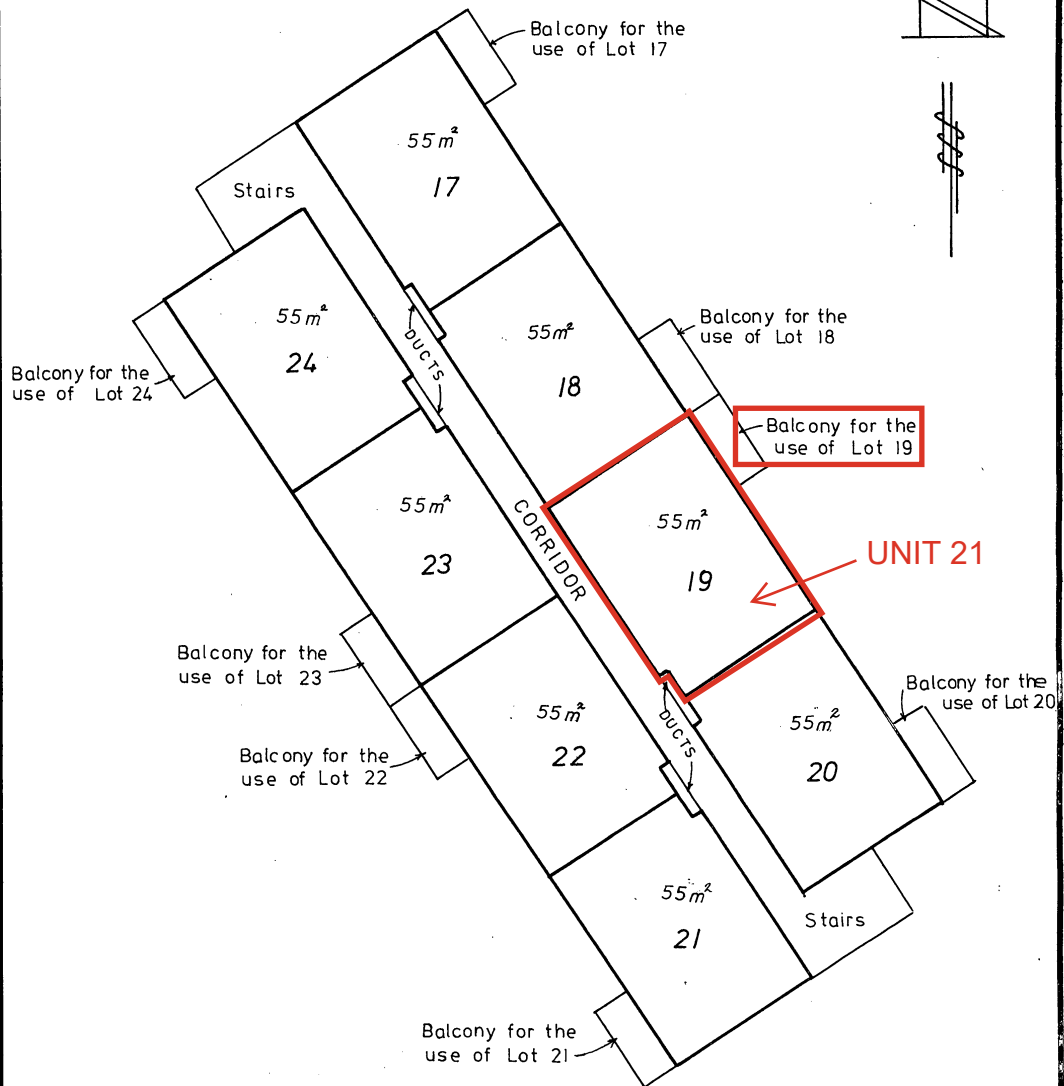 Balcony for the
use of Lot 17
55m²
17
Stairs
55m²
24
DUCTS
55m²
18
Balcony for the
use of Lot 18
Balcony for the
use of Lot 24
Balcony for the
use of Lot 19
55m²
23
CORRIDOR
55m²
19
UNIT 21
Balcony for the
use of Lot 23
Balcony for the
use of Lot 20
55m²
22
DUCTS
55m²
20
Balcony for the
use of Lot 22
55m²
21
Stairs
Balcony for the
use of Lot 21